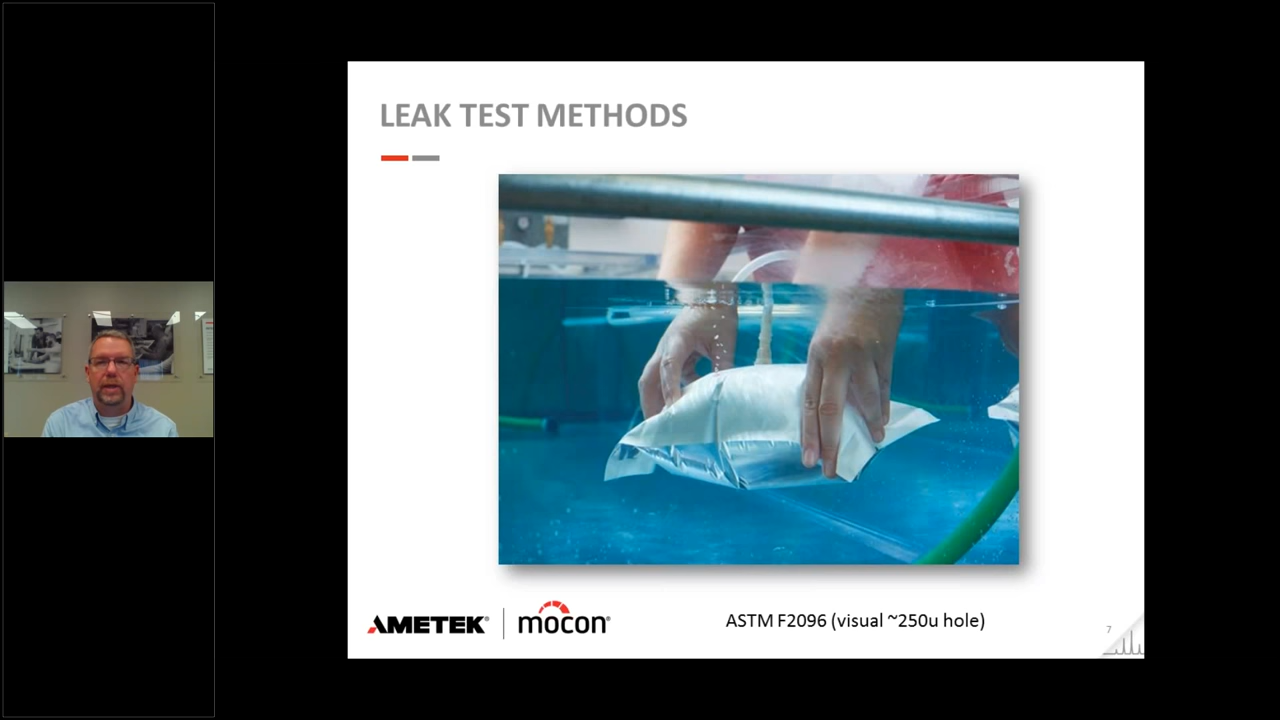 LEAK TEST METHODS
AMETEK®
mocon®
ASTM F2096 (visual ~250u hole)
7